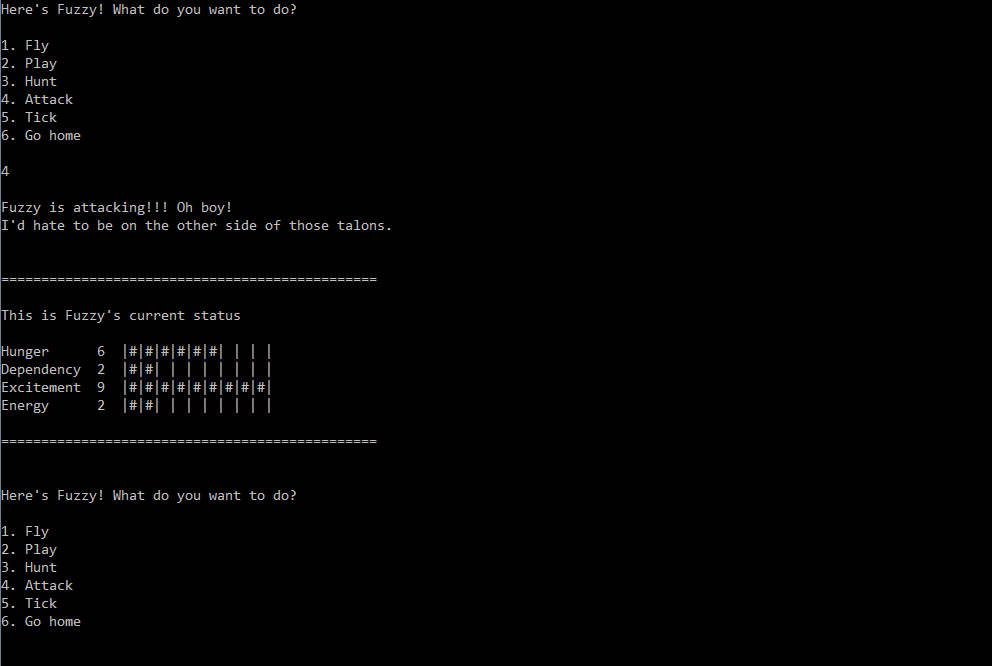 Here's Fuzzy! What do you want to do?
1. Fly
2. Play
3. Hunt
4. Attack
5. Tick
6. Go home
4
Fuzzy is attacking!!! Oh boy!
I'd hate to be on the other side of those talons.
===============================================
This is Fuzzy's current status
Hunger      6  |#|#|#|#|#|#| | | |
Dependency  2  |#|#| | | | | | | |
Excitement  9  |#|#|#|#|#|#|#|#|#|
Energy      2  |#|#| | | | | | | |
===============================================
Here's Fuzzy! What do you want to do?
1. Fly
2. Play
3. Hunt
4. Attack
5. Tick
6. Go home